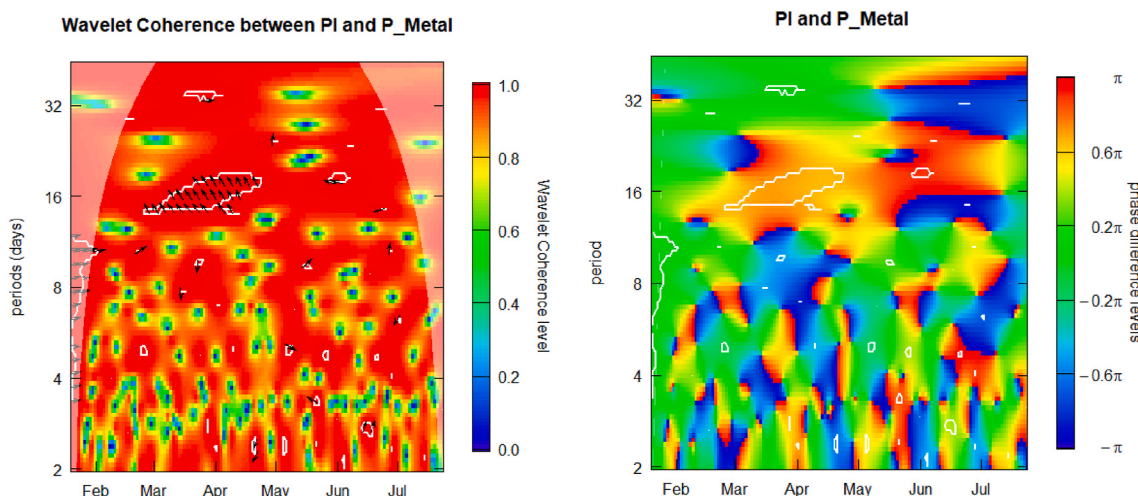 Wavelet Coherence between PI and P_Metal
periods (days)
32
16
8
4
2
Feb Mar Apr May Jun Jul
1.0
0.8
0.6
0.4
0.2
0.0
Wavelet Coherence level
PI and P_Metal
period
32
16
8
4
2
Feb Mar Apr May Jun Jul
π
0.6π
0.2π
−0.2π
−0.6π
−π
phase difference levels